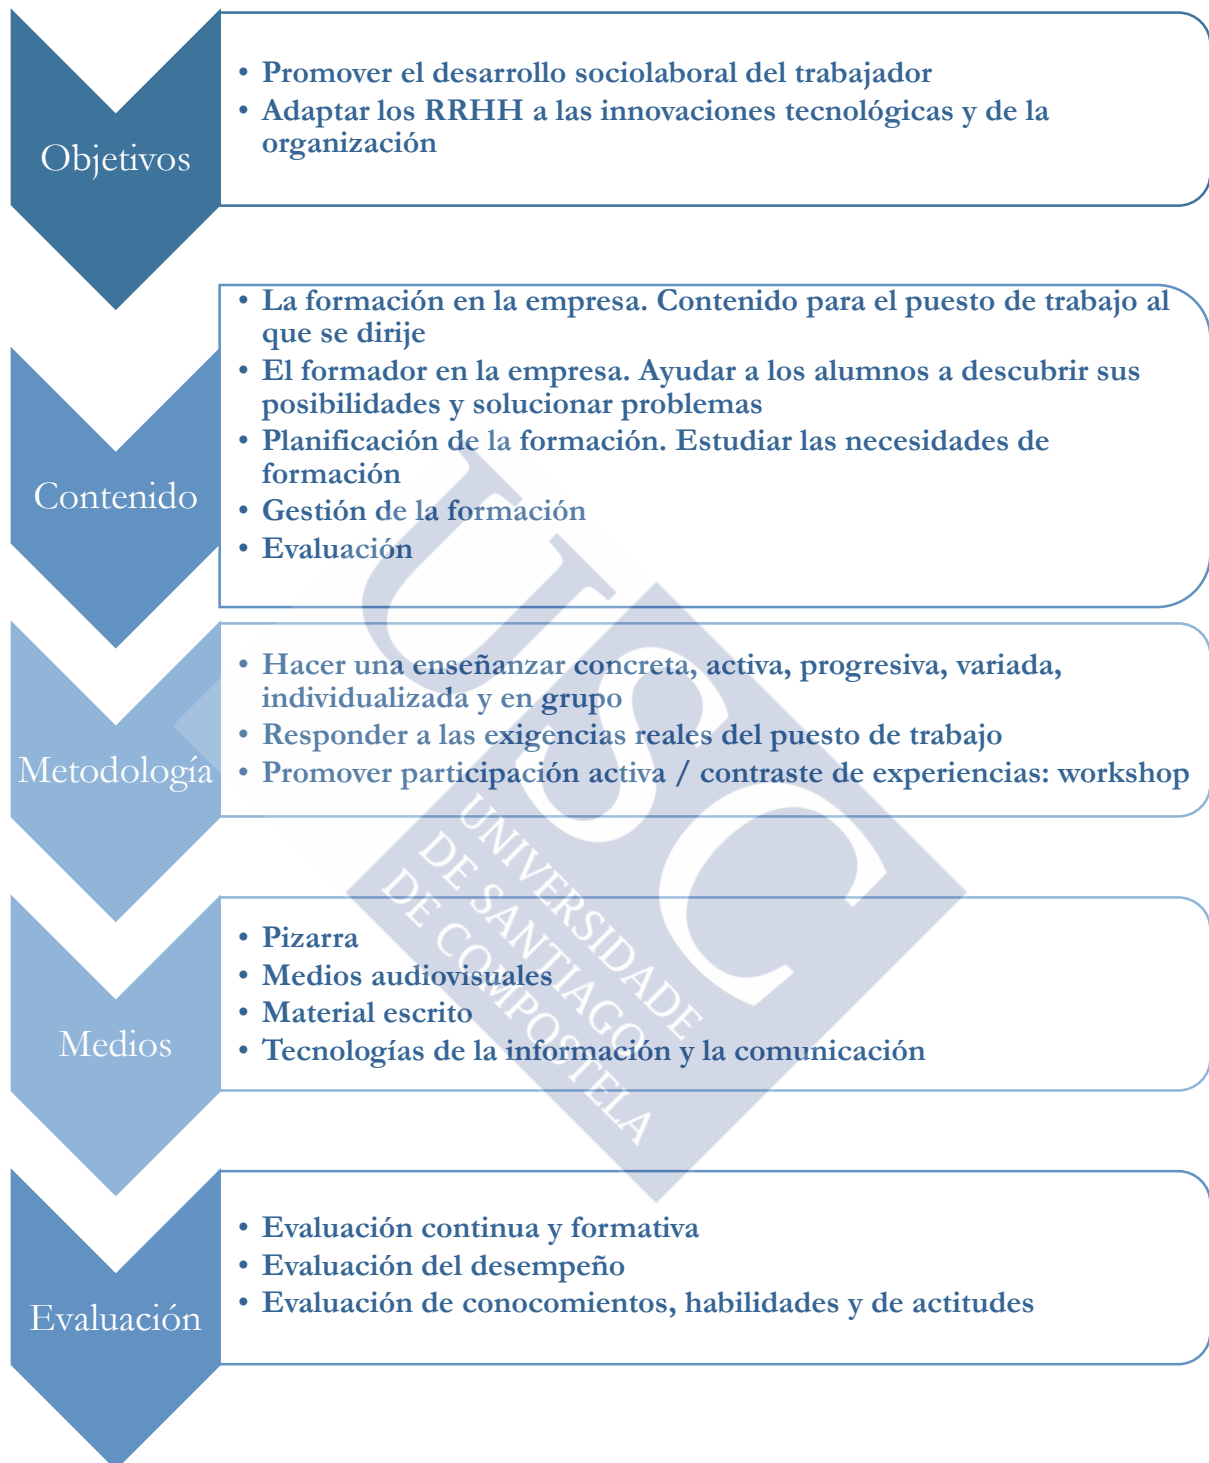 Objetivos
• Promover el desarrollo sociolaboral del trabajador
• Adaptar los RRHH a las innovaciones tecnológicas y de la
organización
Contenido
• La formación en la empresa. Contenido para el puesto de trabajo al
que se dirije
• El formador en la empresa. Ayudar a los alumnos a descubrir sus
posibilidades y solucionar problemas
• Planificación de la formación. Estudiar las necesidades de
formación
• Gestión de la formación
• Evaluación
Metodología
• Hacer una enseñanzar concreta, activa, progresiva, variada,
individualizada y en grupo
• Responder a las exigencias reales del puesto de trabajo
• Promover participación activa / contraste de experiencias: workshop
Medios
• Pizarra
• Medios audiovisuales
• Material escrito
• Tecnologías de la información y la comunicación
Evaluación
• Evaluación continua y formativa
• Evaluación del desempeño
• Evaluación de conocomientos, habilidades y de actitudes
USC
UNIVERSIDADE
DE SANTIAGO
DE COMPOSTELA